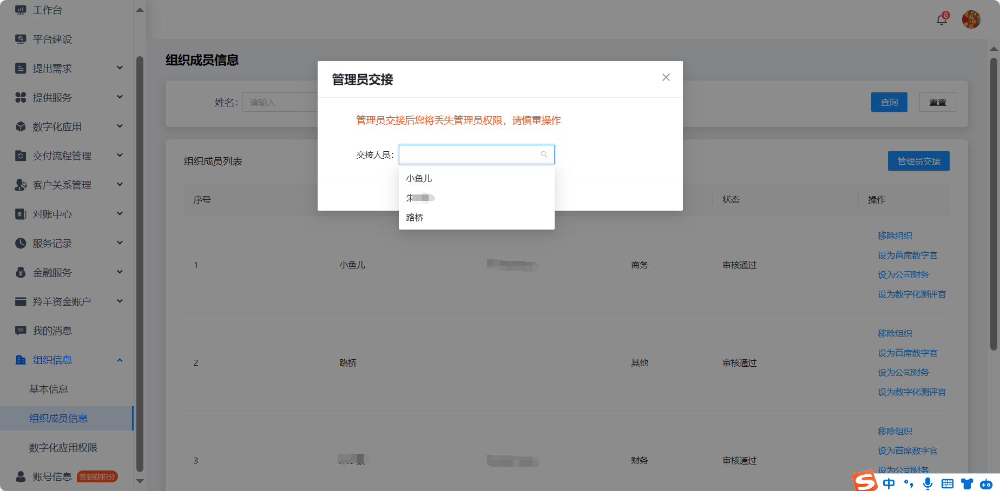 工作台
平台建设
提出需求
提供服务
数字化应用
交付流程管理
客户关系管理
对账中心
服务记录
金融服务
羚羊资金账户
我的消息
组织信息
基本信息
组织成员信息
数字化应用权限
账号信息 签到获积分
8
组织成员信息
姓名： 请输入
查询 重置
组织成员列表
管理员交接
序号 状态 操作
1 小鱼儿 商务 审核通过
移除组织
设为首席数字官
设为公司财务
设为数字化测评官
2 路桥 其他 审核通过
移除组织
设为首席数字官
设为公司财务
设为数字化测评官
3 财务 审核通过
移除组织
设为首席数字官
设为公司财务
管理员交接
管理员交接后您将丢失管理员权限，请慎重操作
交接人员：
小鱼儿
朱
路桥
S 中